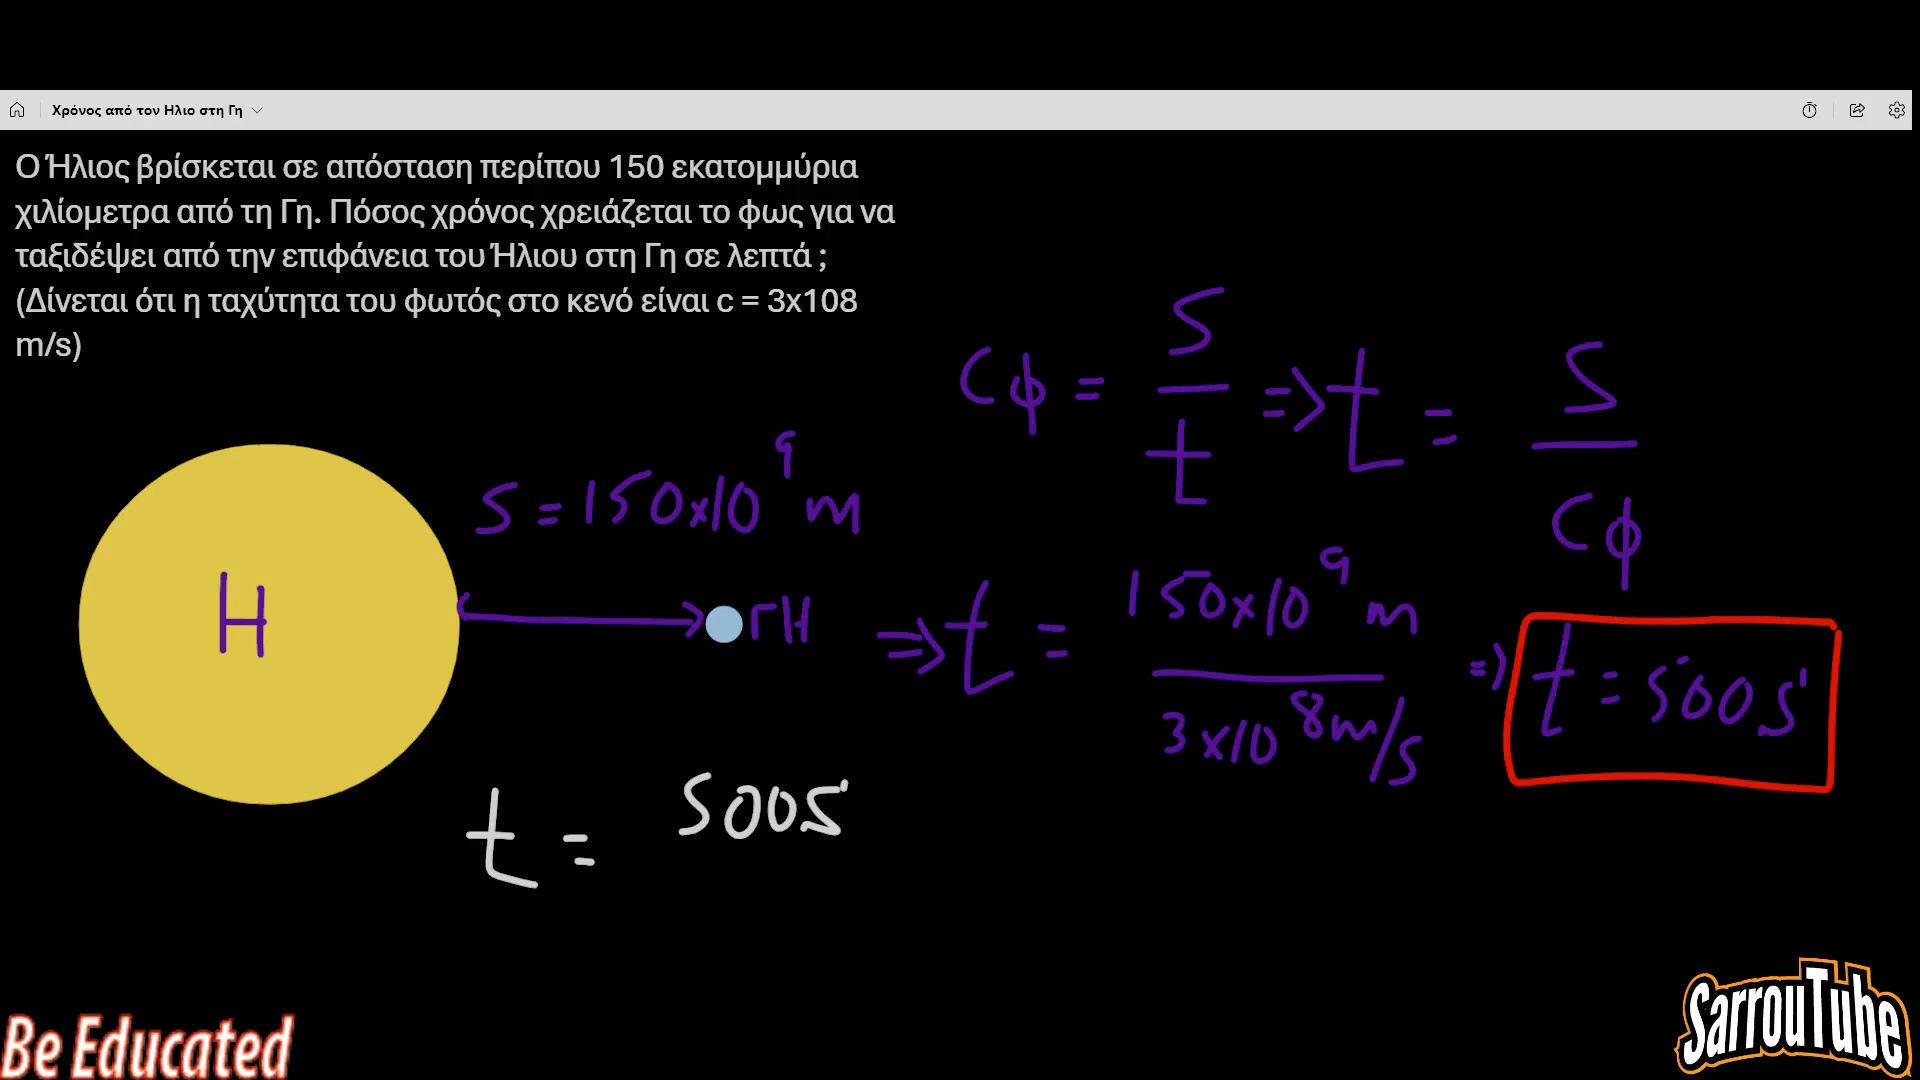 Χρόνος από τον Ηλιο στη Γη
Ο Ήλιος βρίσκεται σε απόσταση περίπου 150 εκατομμύρια
χιλίομετρα από τη Γη. Πόσος χρόνος χρειάζεται το φως για να
ταξιδέψει από την επιφάνεια του Ήλιου στη Γη σε λεπτά ;
(Δίνεται ότι η ταχύτητα του φωτός στο κενό είναι c = 3x108
m/s)
Cφ = S/t => t = S/Cφ
S = 150x10⁹ m
H
ΓΗ
=> t = 150x10⁹ m / 3x10⁸ m/s => t = 500s
t = 500s
Be Educated
SarrouTube